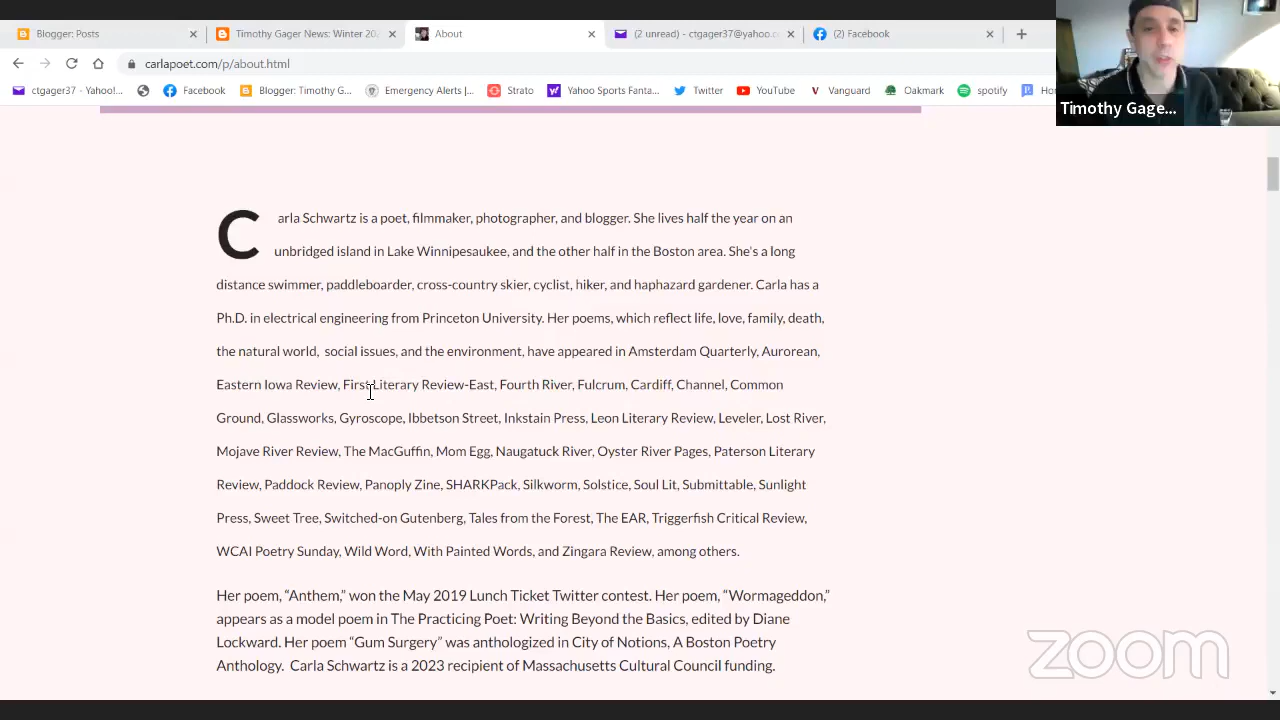 Blogger: Posts
Timothy Gager News: Winter 202
About
(2 unread) - ctgager37@yahoo.c
(2) Facebook
carlapoet.com/p/about.html
ctgager37 - Yahoo!...
Facebook
Blogger: Timothy G...
Emergency Alerts |...
Strato
Yahoo Sports Fanta...
Twitter
YouTube
Vanguard
Oakmark
spotify
Ho
Timothy Gage...
Carla Schwartz is a poet, filmmaker, photographer, and blogger. She lives half the year on an
unbridged island in Lake Winnipesaukee, and the other half in the Boston area. She's a long
distance swimmer, paddleboarder, cross-country skier, cyclist, hiker, and haphazard gardener. Carla has a
Ph.D. in electrical engineering from Princeton University. Her poems, which reflect life, love, family, death,
the natural world,  social issues, and the environment, have appeared in Amsterdam Quarterly, Aurorean,
Eastern Iowa Review, First Literary Review-East, Fourth River, Fulcrum, Cardiff, Channel, Common
Ground, Glassworks, Gyroscope, Ibbetson Street, Inkstain Press, Leon Literary Review, Leveler, Lost River,
Mojave River Review, The MacGuffin, Mom Egg, Naugatuck River, Oyster River Pages, Paterson Literary
Review, Paddock Review, Panoply Zine, SHARKPack, Silkworm, Solstice, Soul Lit, Submittable, Sunlight
Press, Sweet Tree, Switched-on Gutenberg, Tales from the Forest, The EAR, Triggerfish Critical Review,
WCAI Poetry Sunday, Wild Word, With Painted Words, and Zingara Review, among others.
Her poem, “Anthem,” won the May 2019 Lunch Ticket Twitter contest. Her poem, “Wormageddon,”
appears as a model poem in The Practicing Poet: Writing Beyond the Basics, edited by Diane
Lockward. Her poem “Gum Surgery” was anthologized in City of Notions, A Boston Poetry
Anthology.  Carla Schwartz is a 2023 recipient of Massachusetts Cultural Council funding.
zoom